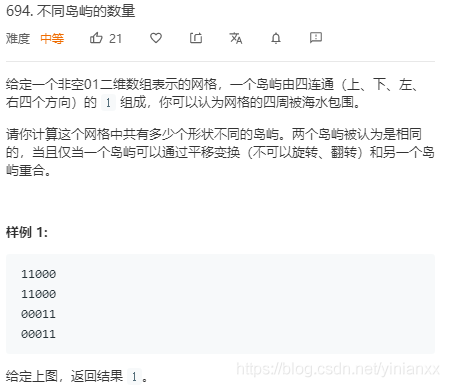 694. 不同岛屿的数量
难度 中等 21
给定一个非空01二维数组表示的网格，一个岛屿由四连通（上、下、左、
右四个方向）的 1 组成，你可以认为网格的四周被海水包围。
请你计算这个网格中共有多少个形状不同的岛屿。两个岛屿被认为是相同
的，当且仅当一个岛屿可以通过平移变换（不可以旋转、翻转）和另一个岛
屿重合。
样例 1:
11000
11000
00011
00011
给定上图，返回结果 1 。
https://blog.csdn.net/yinianxx